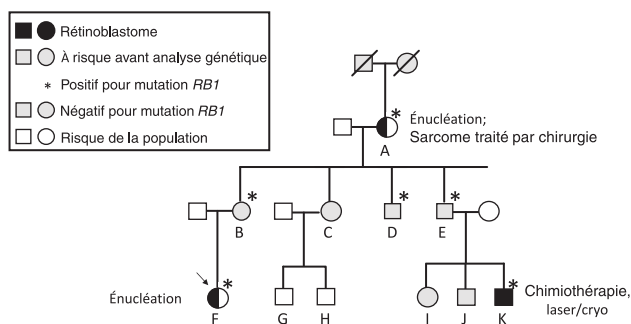 Rétinoblastome
À risque avant analyse génétique
* Positif pour mutation RB1
Négatif pour mutation RB1
Risque de la population
*
Énucléation;
Sarcome traité par chirurgie
A
* * *
B C D E
*
Énucléation
F G H I J K
*
Chimiothérapie,
laser/cryo